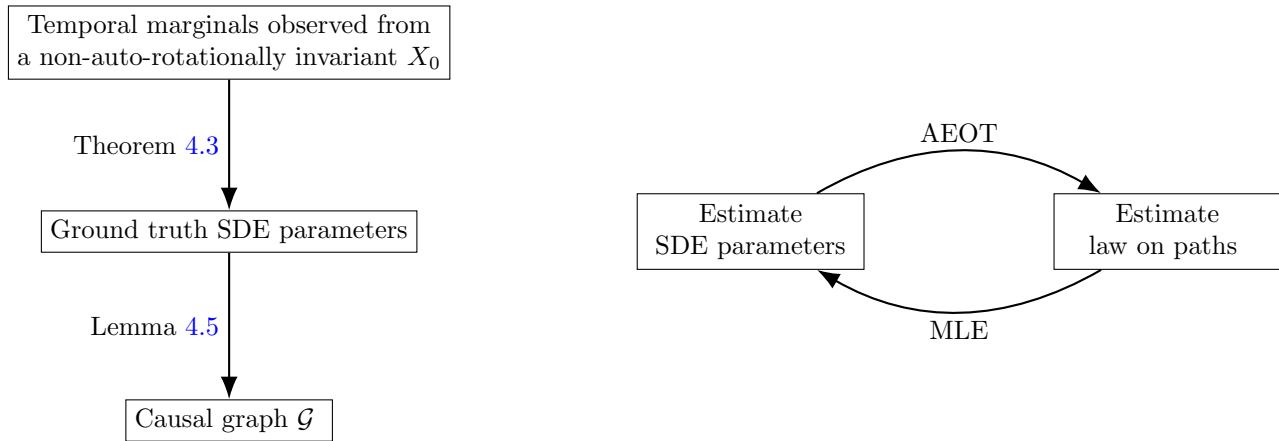 Temporal marginals observed from
a non-auto-rotationally invariant X₀
Theorem 4.3
Ground truth SDE parameters
Lemma 4.5
Causal graph 𝒢
AEOT
Estimate
SDE parameters
Estimate
law on paths
MLE